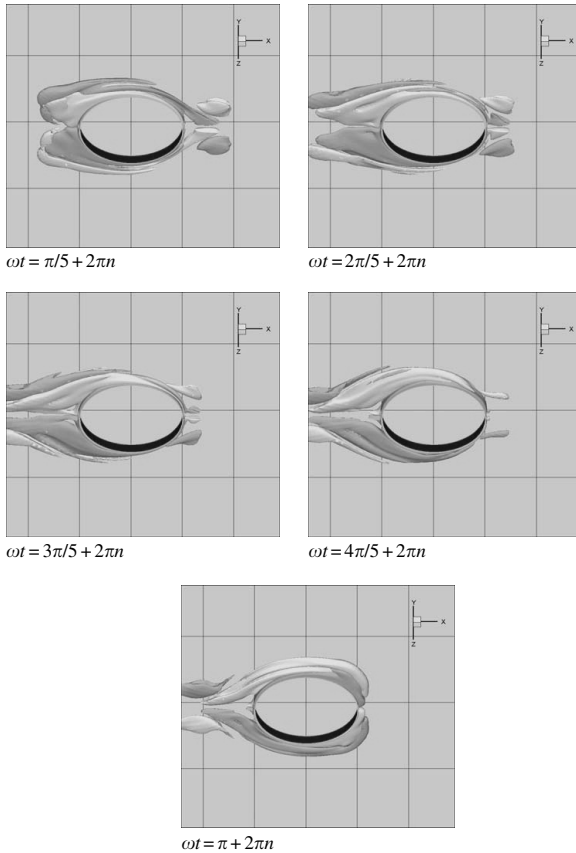 Y
X
Z
Y
X
Z
ωt = π/5 + 2πn
ωt = 2π/5 + 2πn
Y
X
Z
Y
X
Z
ωt = 3π/5 + 2πn
ωt = 4π/5 + 2πn
Y
X
Z
ωt = π + 2πn